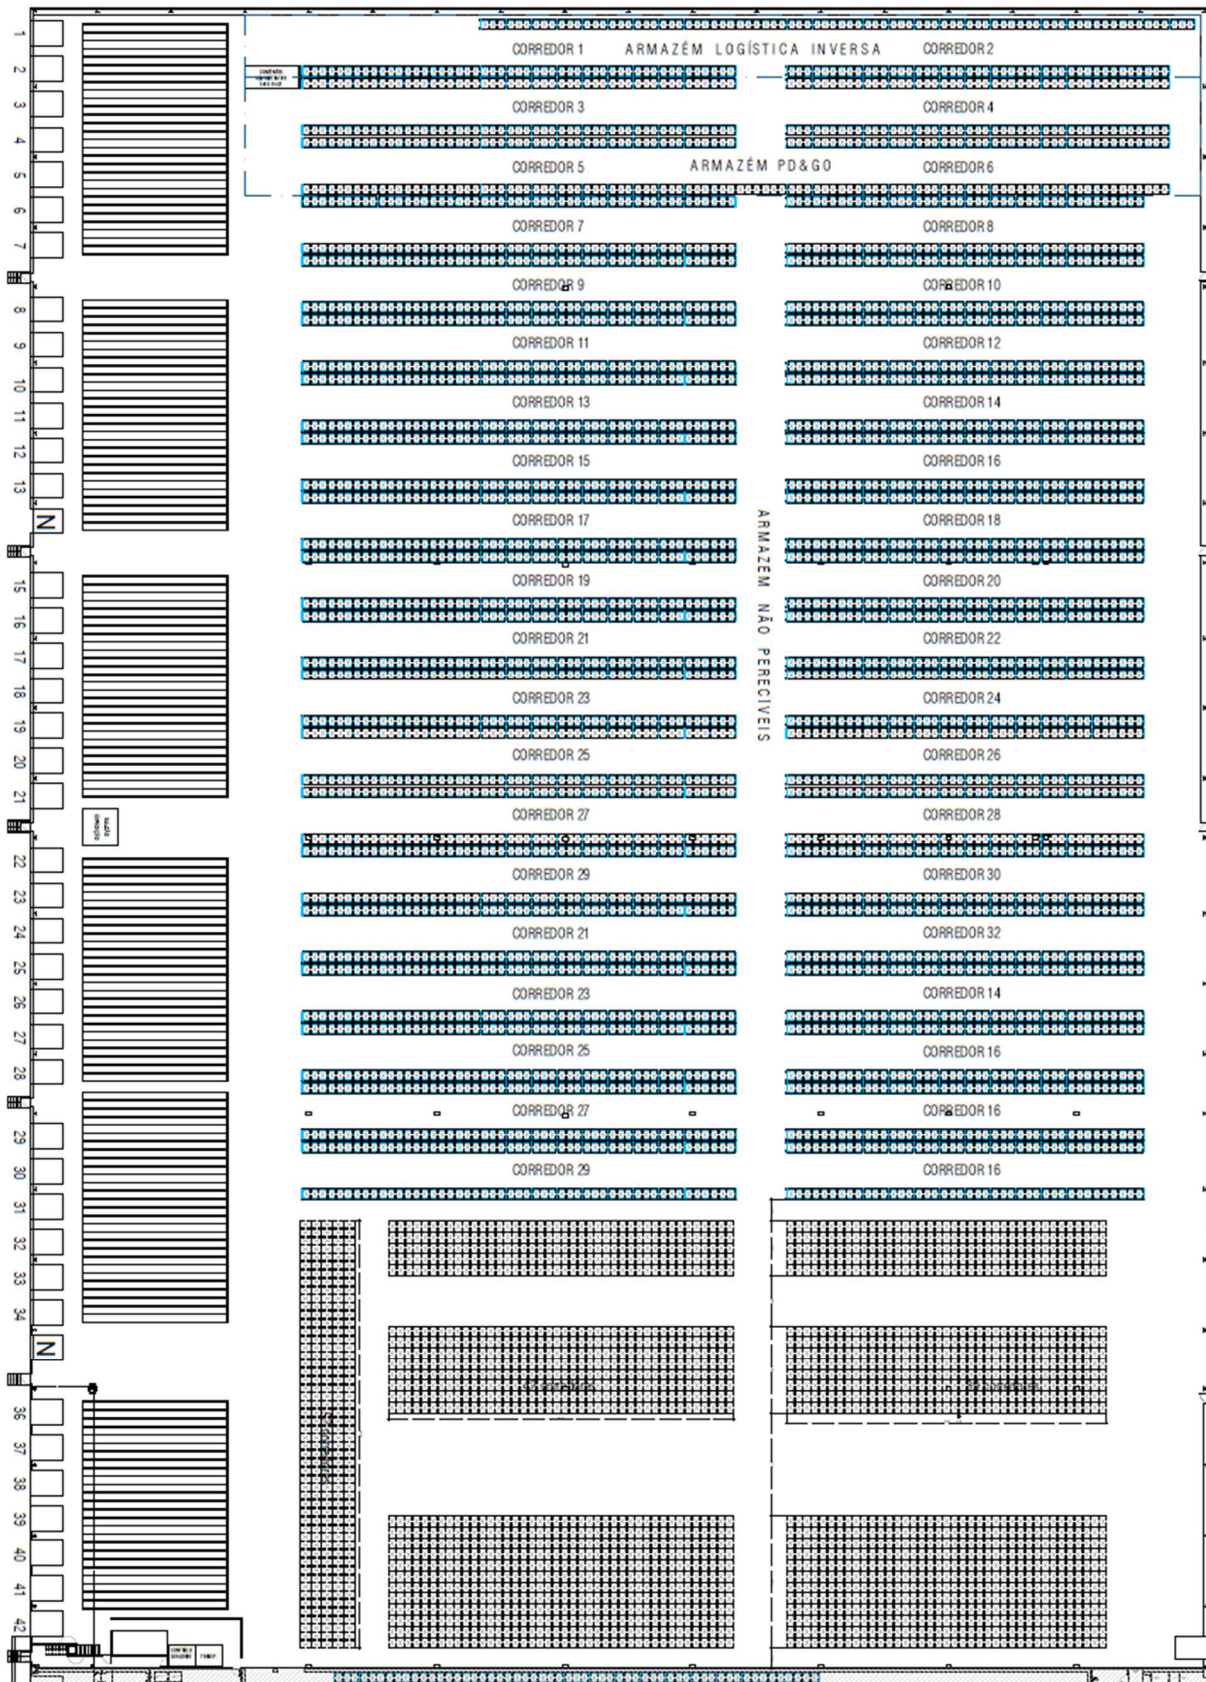 1
CORREDOR 1 ARMAZÉM LOGÍSTICA INVERSA CORREDOR 2
2
3
CORREDOR 3 CORREDOR 4
4
5
CORREDOR 5 ARMAZÉM PD&GO CORREDOR 6
6
CORREDOR 7 CORREDOR 8
7
CORREDOR 9 CORREDOR 10
8
9
CORREDOR 11 CORREDOR 12
10
CORREDOR 13 CORREDOR 14
11
12
CORREDOR 15 CORREDOR 16
13
N
CORREDOR 17 CORREDOR 18
ARMAZÉM NÃO PERECÍVEIS
15
CORREDOR 19 CORREDOR 20
16
CORREDOR 21 CORREDOR 22
17
18
CORREDOR 23 CORREDOR 24
19
20
CORREDOR 25 CORREDOR 26
21
CORREDOR 27 CORREDOR 28
22
CORREDOR 29 CORREDOR 30
23
24
CORREDOR 21 CORREDOR 32
25
26
CORREDOR 23 CORREDOR 14
27
CORREDOR 25 CORREDOR 16
28
CORREDOR 27 CORREDOR 16
29
30
CORREDOR 29 CORREDOR 16
31
32
33
34
N
36
37
38
39
40
41
42